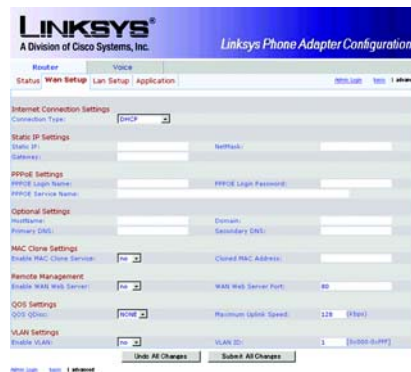 LINKSYS®
A Division of Cisco Systems, Inc.
Linksys Phone Adapter Configuration
Router Voice
Status Wan Setup Lan Setup Application Admin Login basic | advanced
Internet Connection Settings
Connection Type: DHCP
Static IP Settings
Static IP: NetMask:
Gateway:
PPPoE Settings
PPPOE Login Name: PPPOE Login Password:
PPPOE Service Name:
Optional Settings
HostName: Domain:
Primary DNS: Secondary DNS:
MAC Clone Settings
Enable MAC Clone Service: no Cloned MAC Address:
Remote Management
Enable WAN Web Server: no WAN Web Server Port: 80
QOS Settings
QOS QDisc: NONE Maximum Uplink Speed: 128 (Kbps)
VLAN Settings
Enable VLAN: no VLAN ID: 1 [0x000-0xFFF]
Undo All Changes Submit All Changes
Admin Login basic | advanced